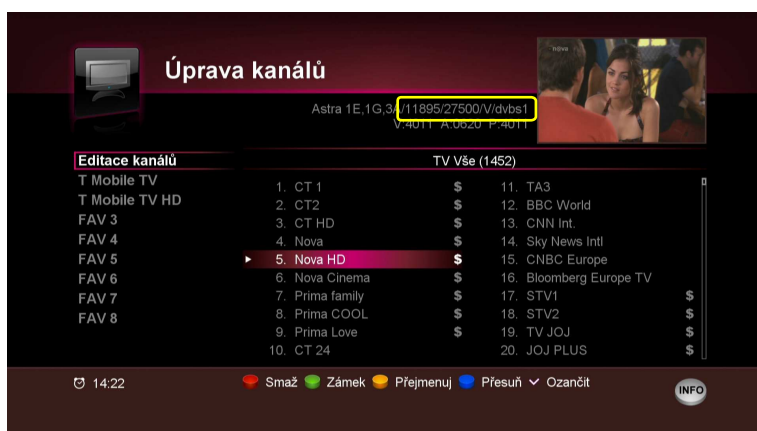 nova
Úprava kanálů
Astra 1E,1G,3A/11895/27500/V/dvbs1
V:4011 A:0620 P:4011
Editace kanálů
TV Vše (1452)
T Mobile TV
T Mobile TV HD
FAV 3
FAV 4
FAV 5
FAV 6
FAV 7
FAV 8
1. CT 1 $
2. CT2 $
3. CT HD $
4. Nova $
5. Nova HD $
6. Nova Cinema $
7. Prima family $
8. Prima COOL $
9. Prima Love $
10. CT 24
11. TA3
12. BBC World
13. CNN Int.
14. Sky News Intl
15. CNBC Europe
16. Bloomberg Europe TV
17. STV1 $
18. STV2 $
19. TV JOJ $
20. JOJ PLUS $
14:22 Smaž Zámek Přejmenuj Přesuň Ozančit INFO